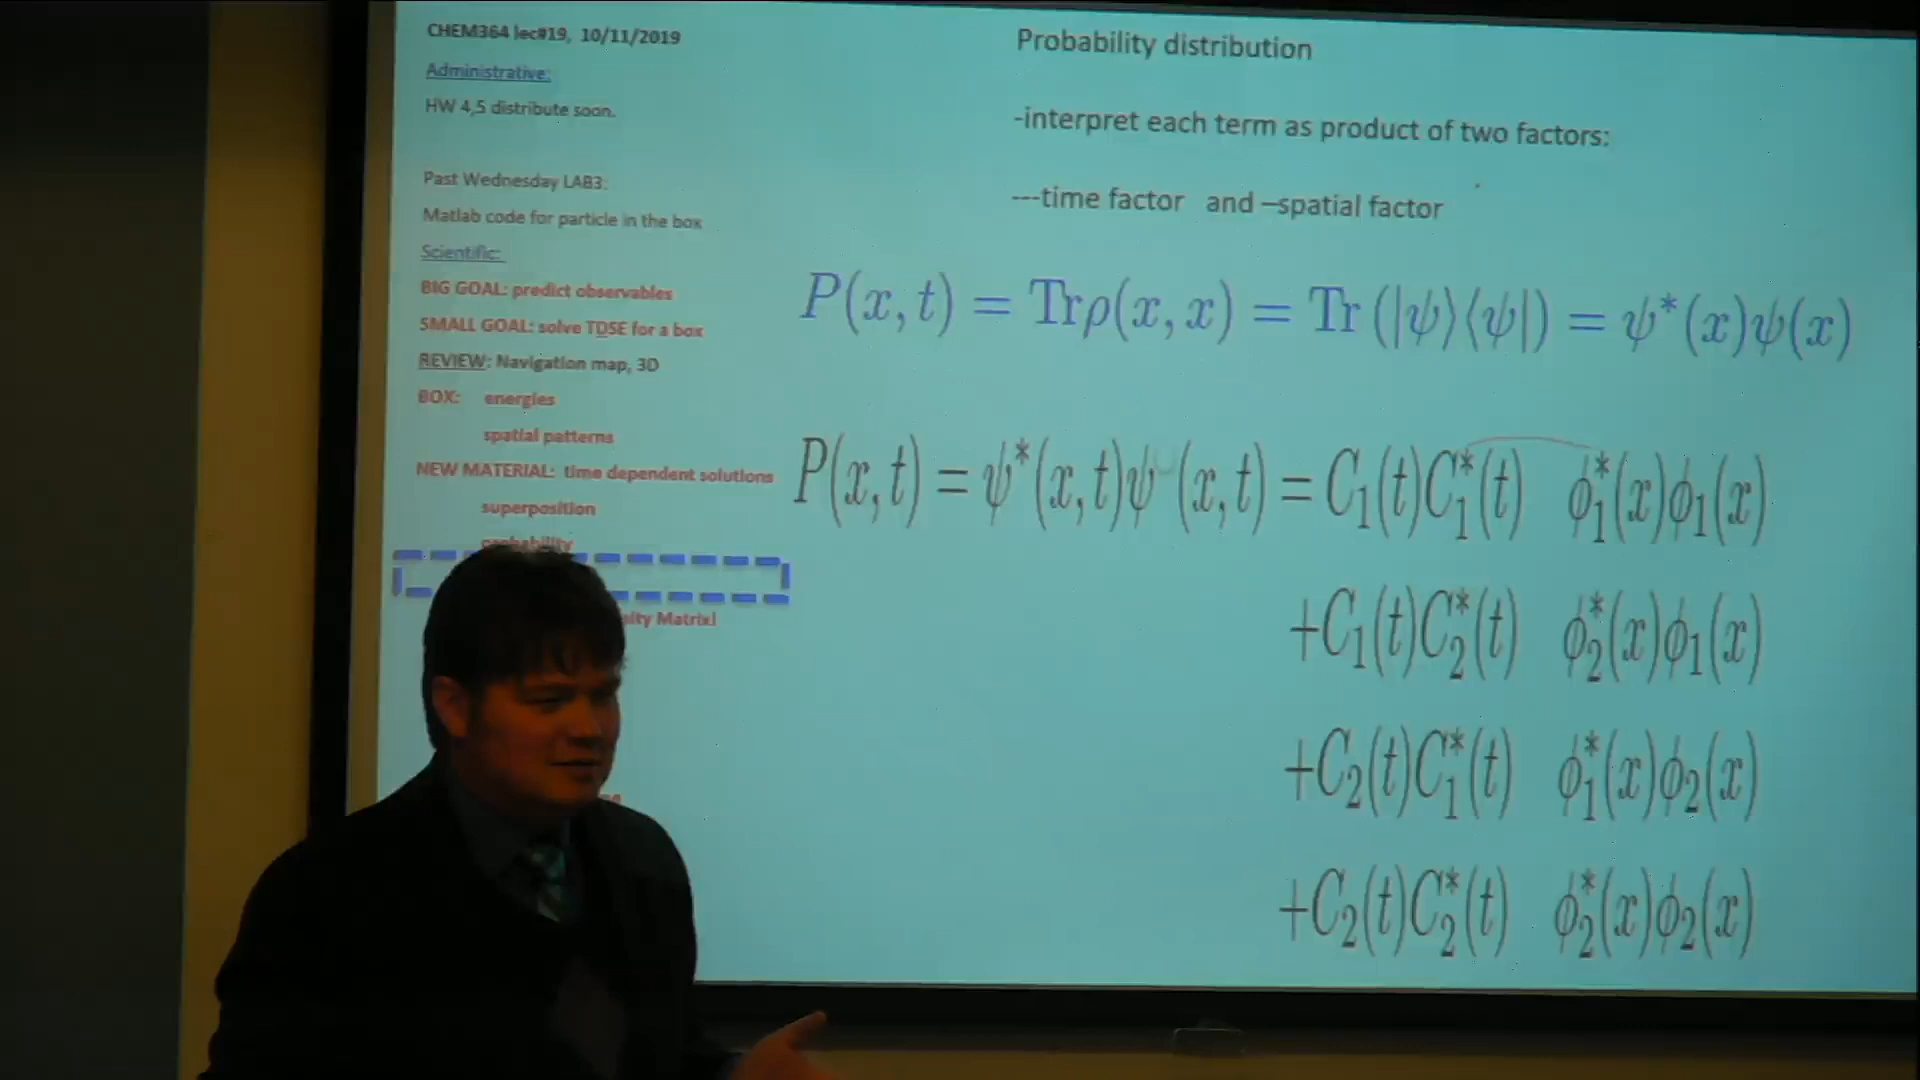 CHEM364 lec#19, 10/11/2019
Administrative:
HW 4,5 distribute soon.
Past Wednesday LAB3:
Matlab code for particle in the box
Scientific:
BIG GOAL: predict observables
SMALL GOAL: solve TDSE for a box
REVIEW: Navigation map, 3D
BOX: energies
spatial patterns
NEW MATERIAL: time dependent solutions
superposition
probability
Matrix!
Probability distribution
-interpret each term as product of two factors:
---time factor and –spatial factor
P(x,t) = Trρ(x,x) = Tr(|ψ⟩⟨ψ|) = ψ*(x)ψ(x)
P(x,t) = ψ*(x,t)ψ(x,t) = C₁(t)C₁*(t) ϕ₁*(x)ϕ₁(x)
+C₁(t)C₂*(t) ϕ₂*(x)ϕ₁(x)
+C₂(t)C₁*(t) ϕ₁*(x)ϕ₂(x)
+C₂(t)C₂*(t) ϕ₂*(x)ϕ₂(x)